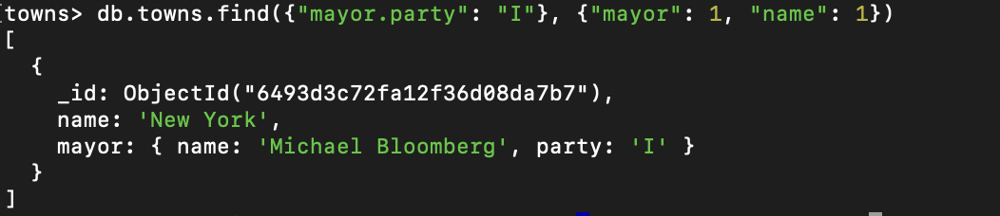 towns> db.towns.find({"mayor.party": "I"}, {"mayor": 1, "name": 1})
[
  {
    _id: ObjectId("6493d3c72fa12f36d08da7b7"),
    name: 'New York',
    mayor: { name: 'Michael Bloomberg', party: 'I' }
  }
]